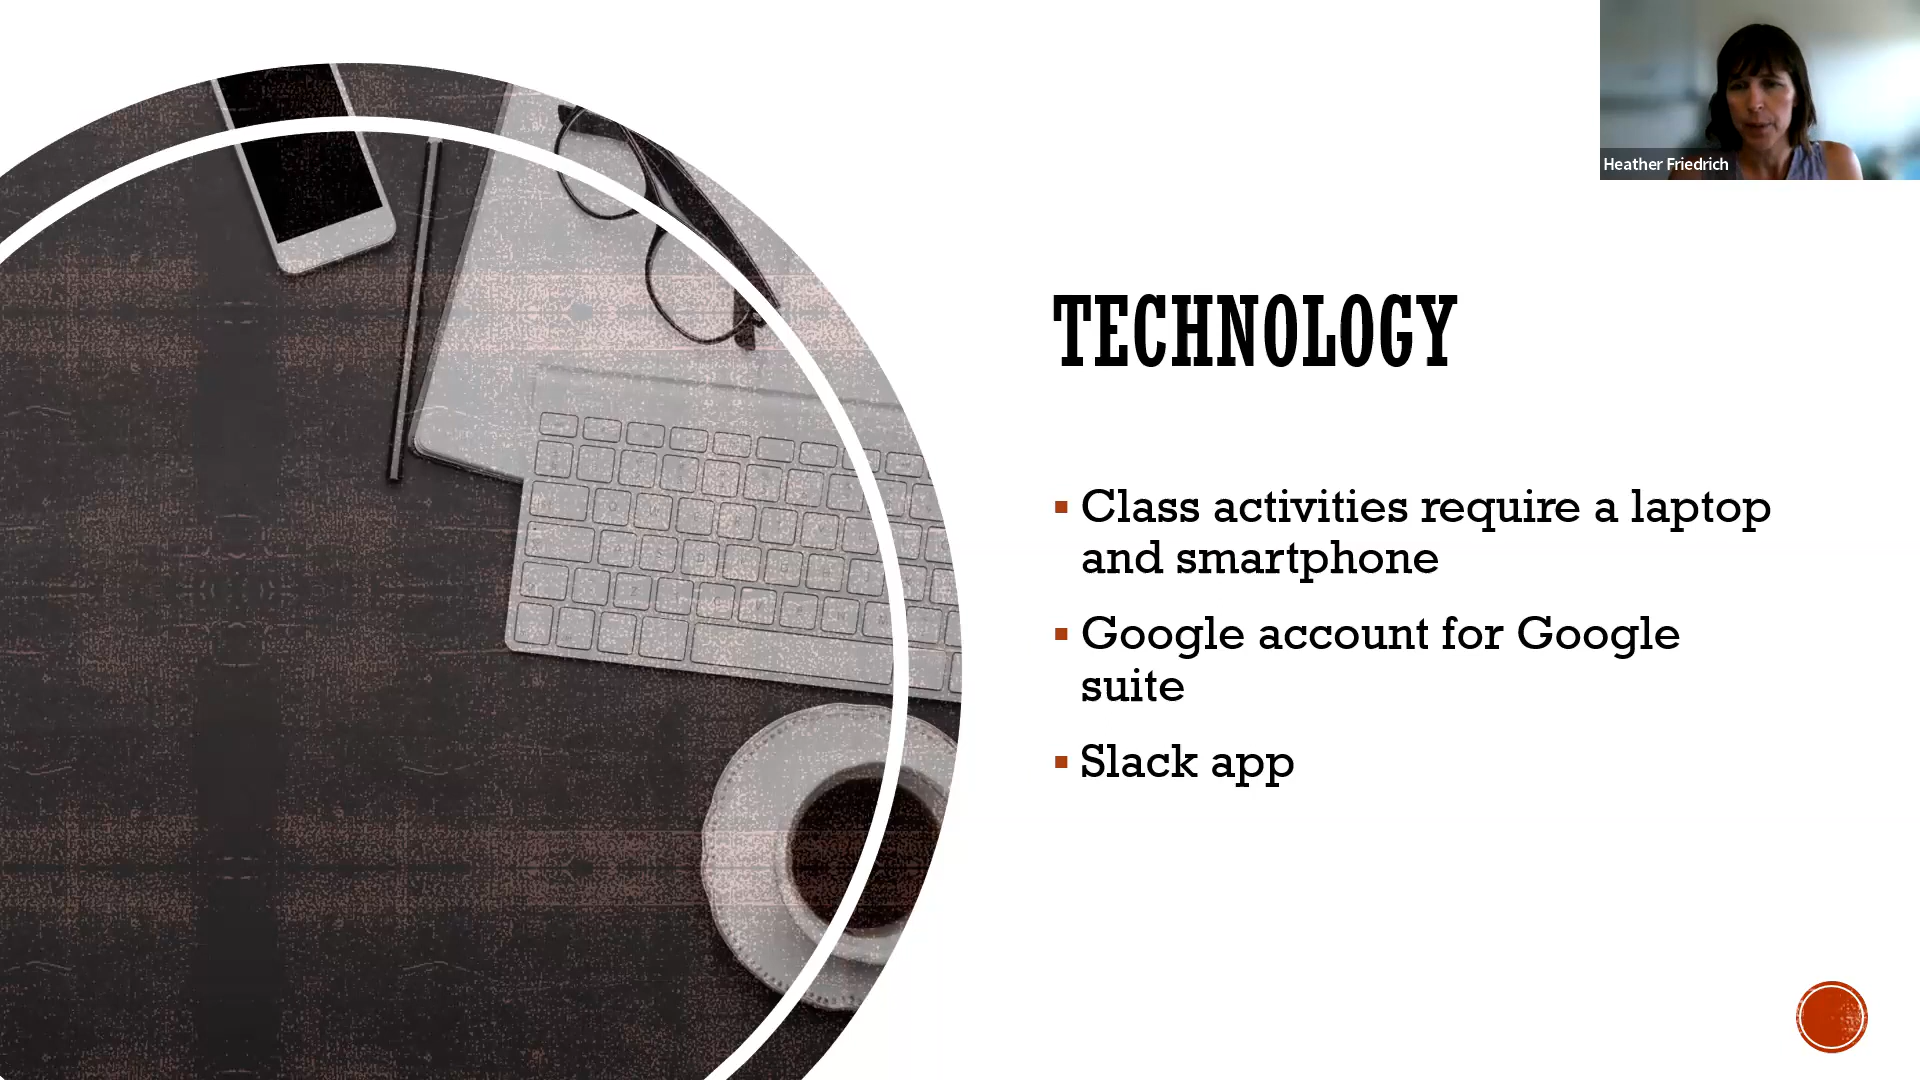 Heather Friedrich
TECHNOLOGY
Class activities require a laptop
and smartphone
Google account for Google
suite
Slack app